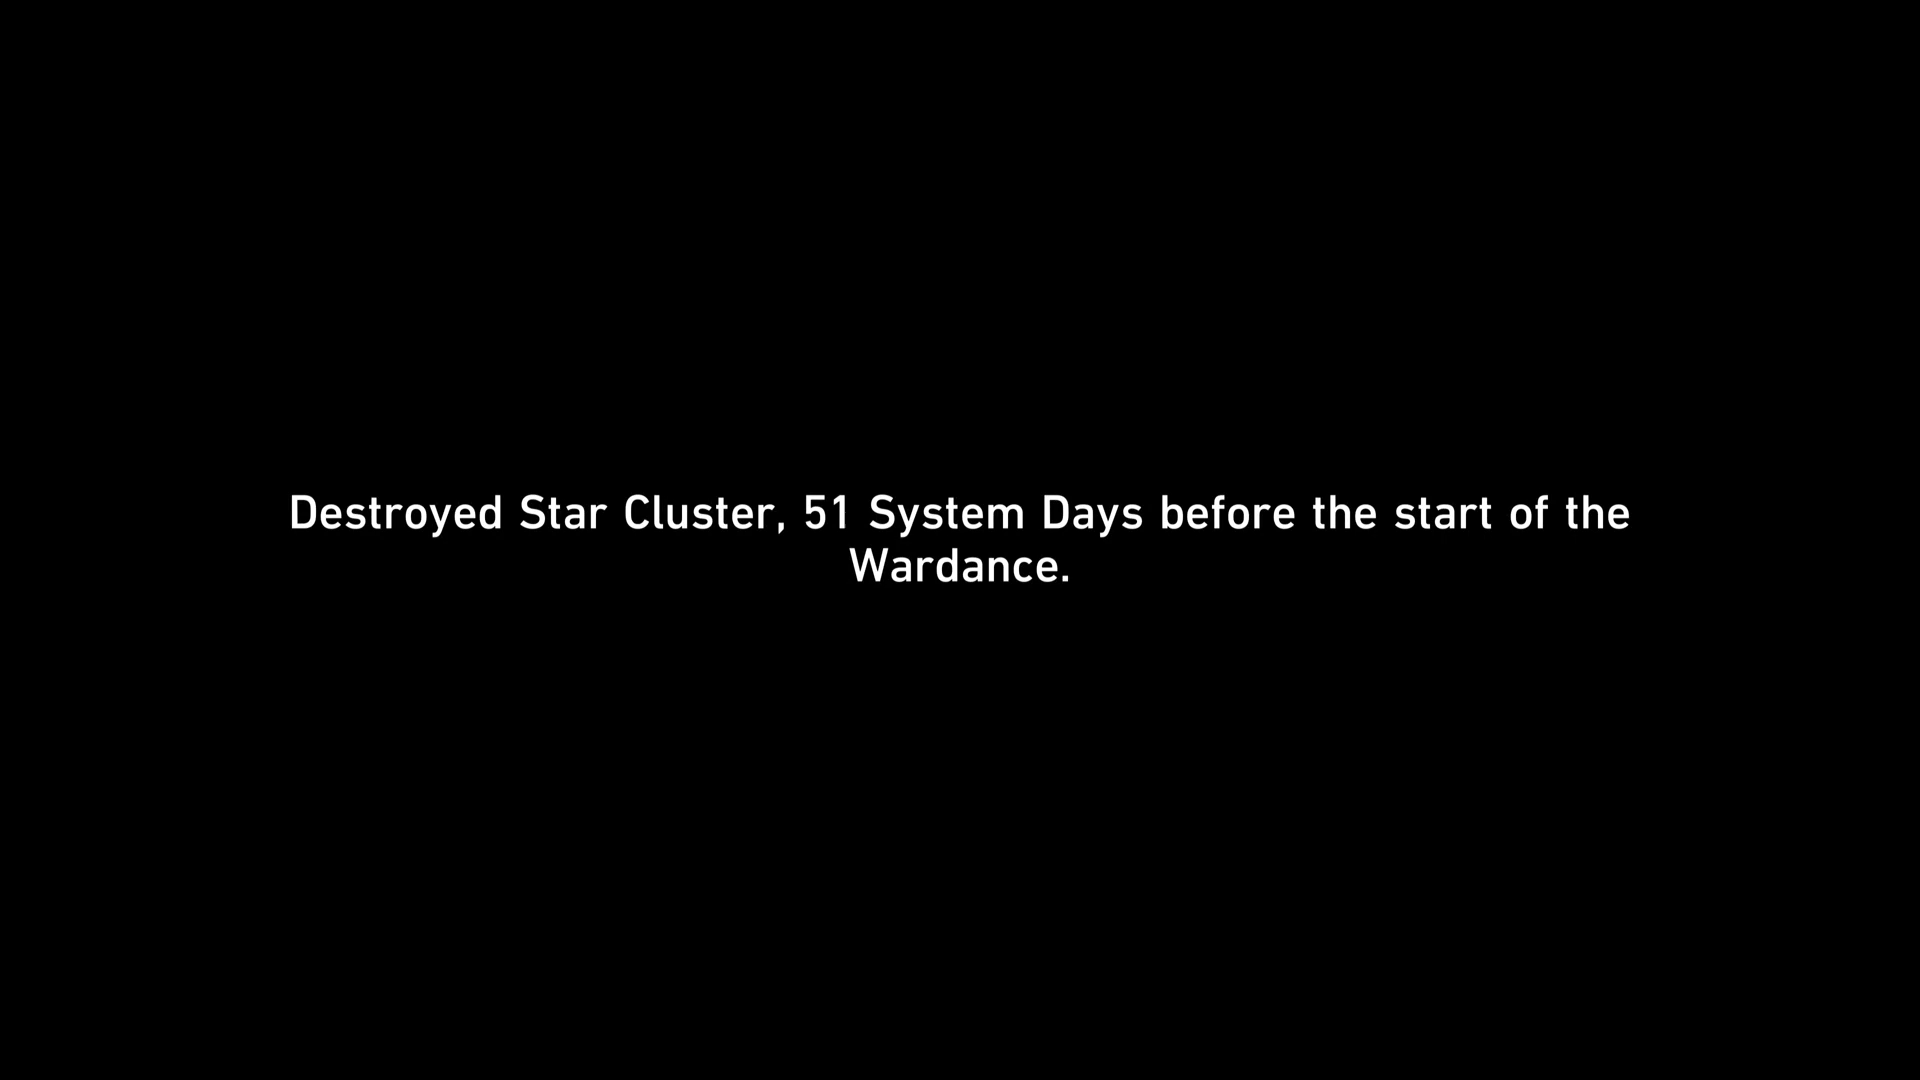 Destroyed Star Cluster, 51 System Days before the start of the
Wardance.